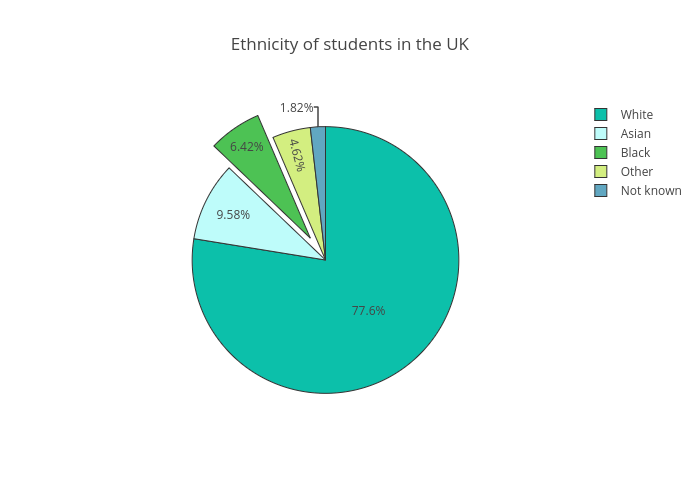 Ethnicity of students in the UK
1.82%
White
Asian
Black
Other
Not known
6.42%
4.62%
9.58%
77.6%